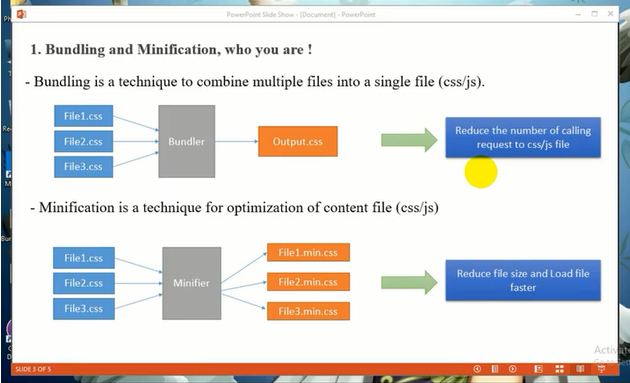 PowerPoint Slide Show - [Document] - PowerPoint
1. Bundling and Minification, who you are !
- Bundling is a technique to combine multiple files into a single file (css/js).
File1.css
File2.css
File3.css
Bundler
Output.css
Reduce the number of calling
request to css/js file
- Minification is a technique for optimization of content file (css/js)
File1.css
File2.css
File3.css
Minifier
File1.min.css
File2.min.css
File3.min.css
Reduce file size and Load file
faster
SLIDE 3 OF 5